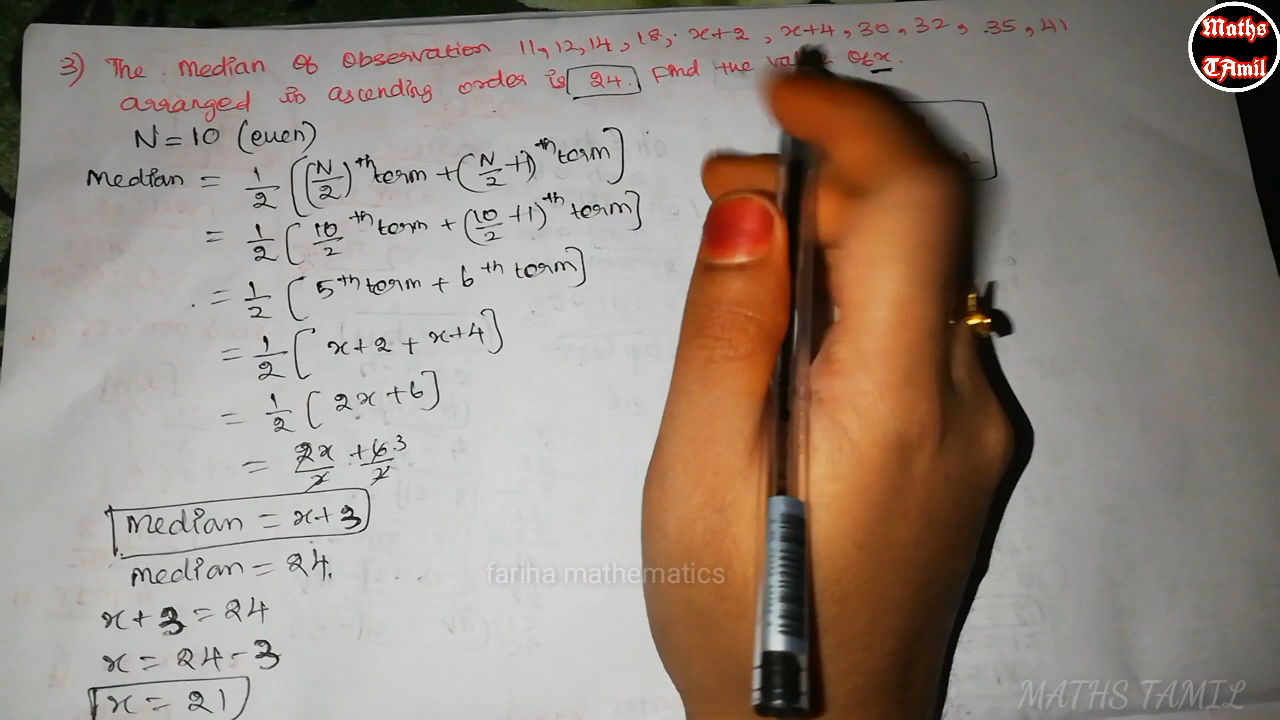 3) The Median of Observation 11, 12, 14, 18, x+2, x+4, 30, 32, 35, 41
arranged in ascending order is 24. Find the value of x.
N = 10 (even)
Median = 1/2 [(N/2)th term + (N/2 +1)th term]
= 1/2 [10/2 th term + (10/2 +1)th term]
= 1/2 [5th term + 6th term]
= 1/2 [x+2 + x+4]
= 1/2 [2x+6]
= 2x/2 + 6/2 3
Median = x+3
Median = 24.
x+3 = 24
x = 24-3
x = 21
fariha mathematics
Maths
TAmil
MATHS TAMIL